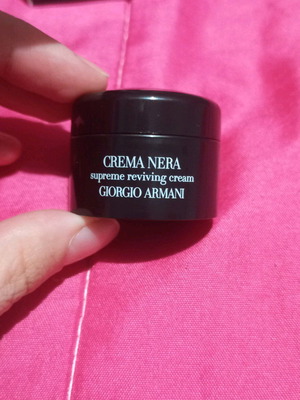 CREMA NERA
supreme reviving cream
GIORGIO ARMANI